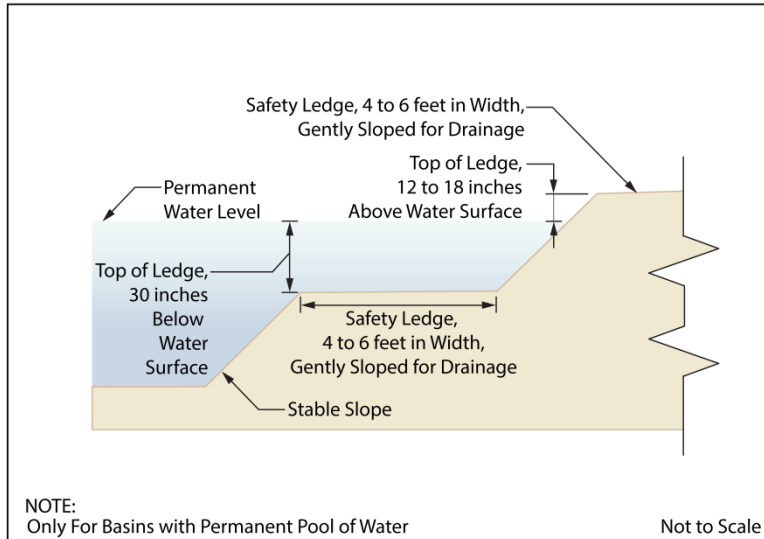 Safety Ledge, 4 to 6 feet in Width,
Gently Sloped for Drainage
Top of Ledge,
12 to 18 inches
Above Water Surface
Permanent
Water Level
Top of Ledge,
30 inches
Below
Water
Surface
Safety Ledge,
4 to 6 feet in Width,
Gently Sloped for Drainage
Stable Slope
NOTE:
Only For Basins with Permanent Pool of Water
Not to Scale